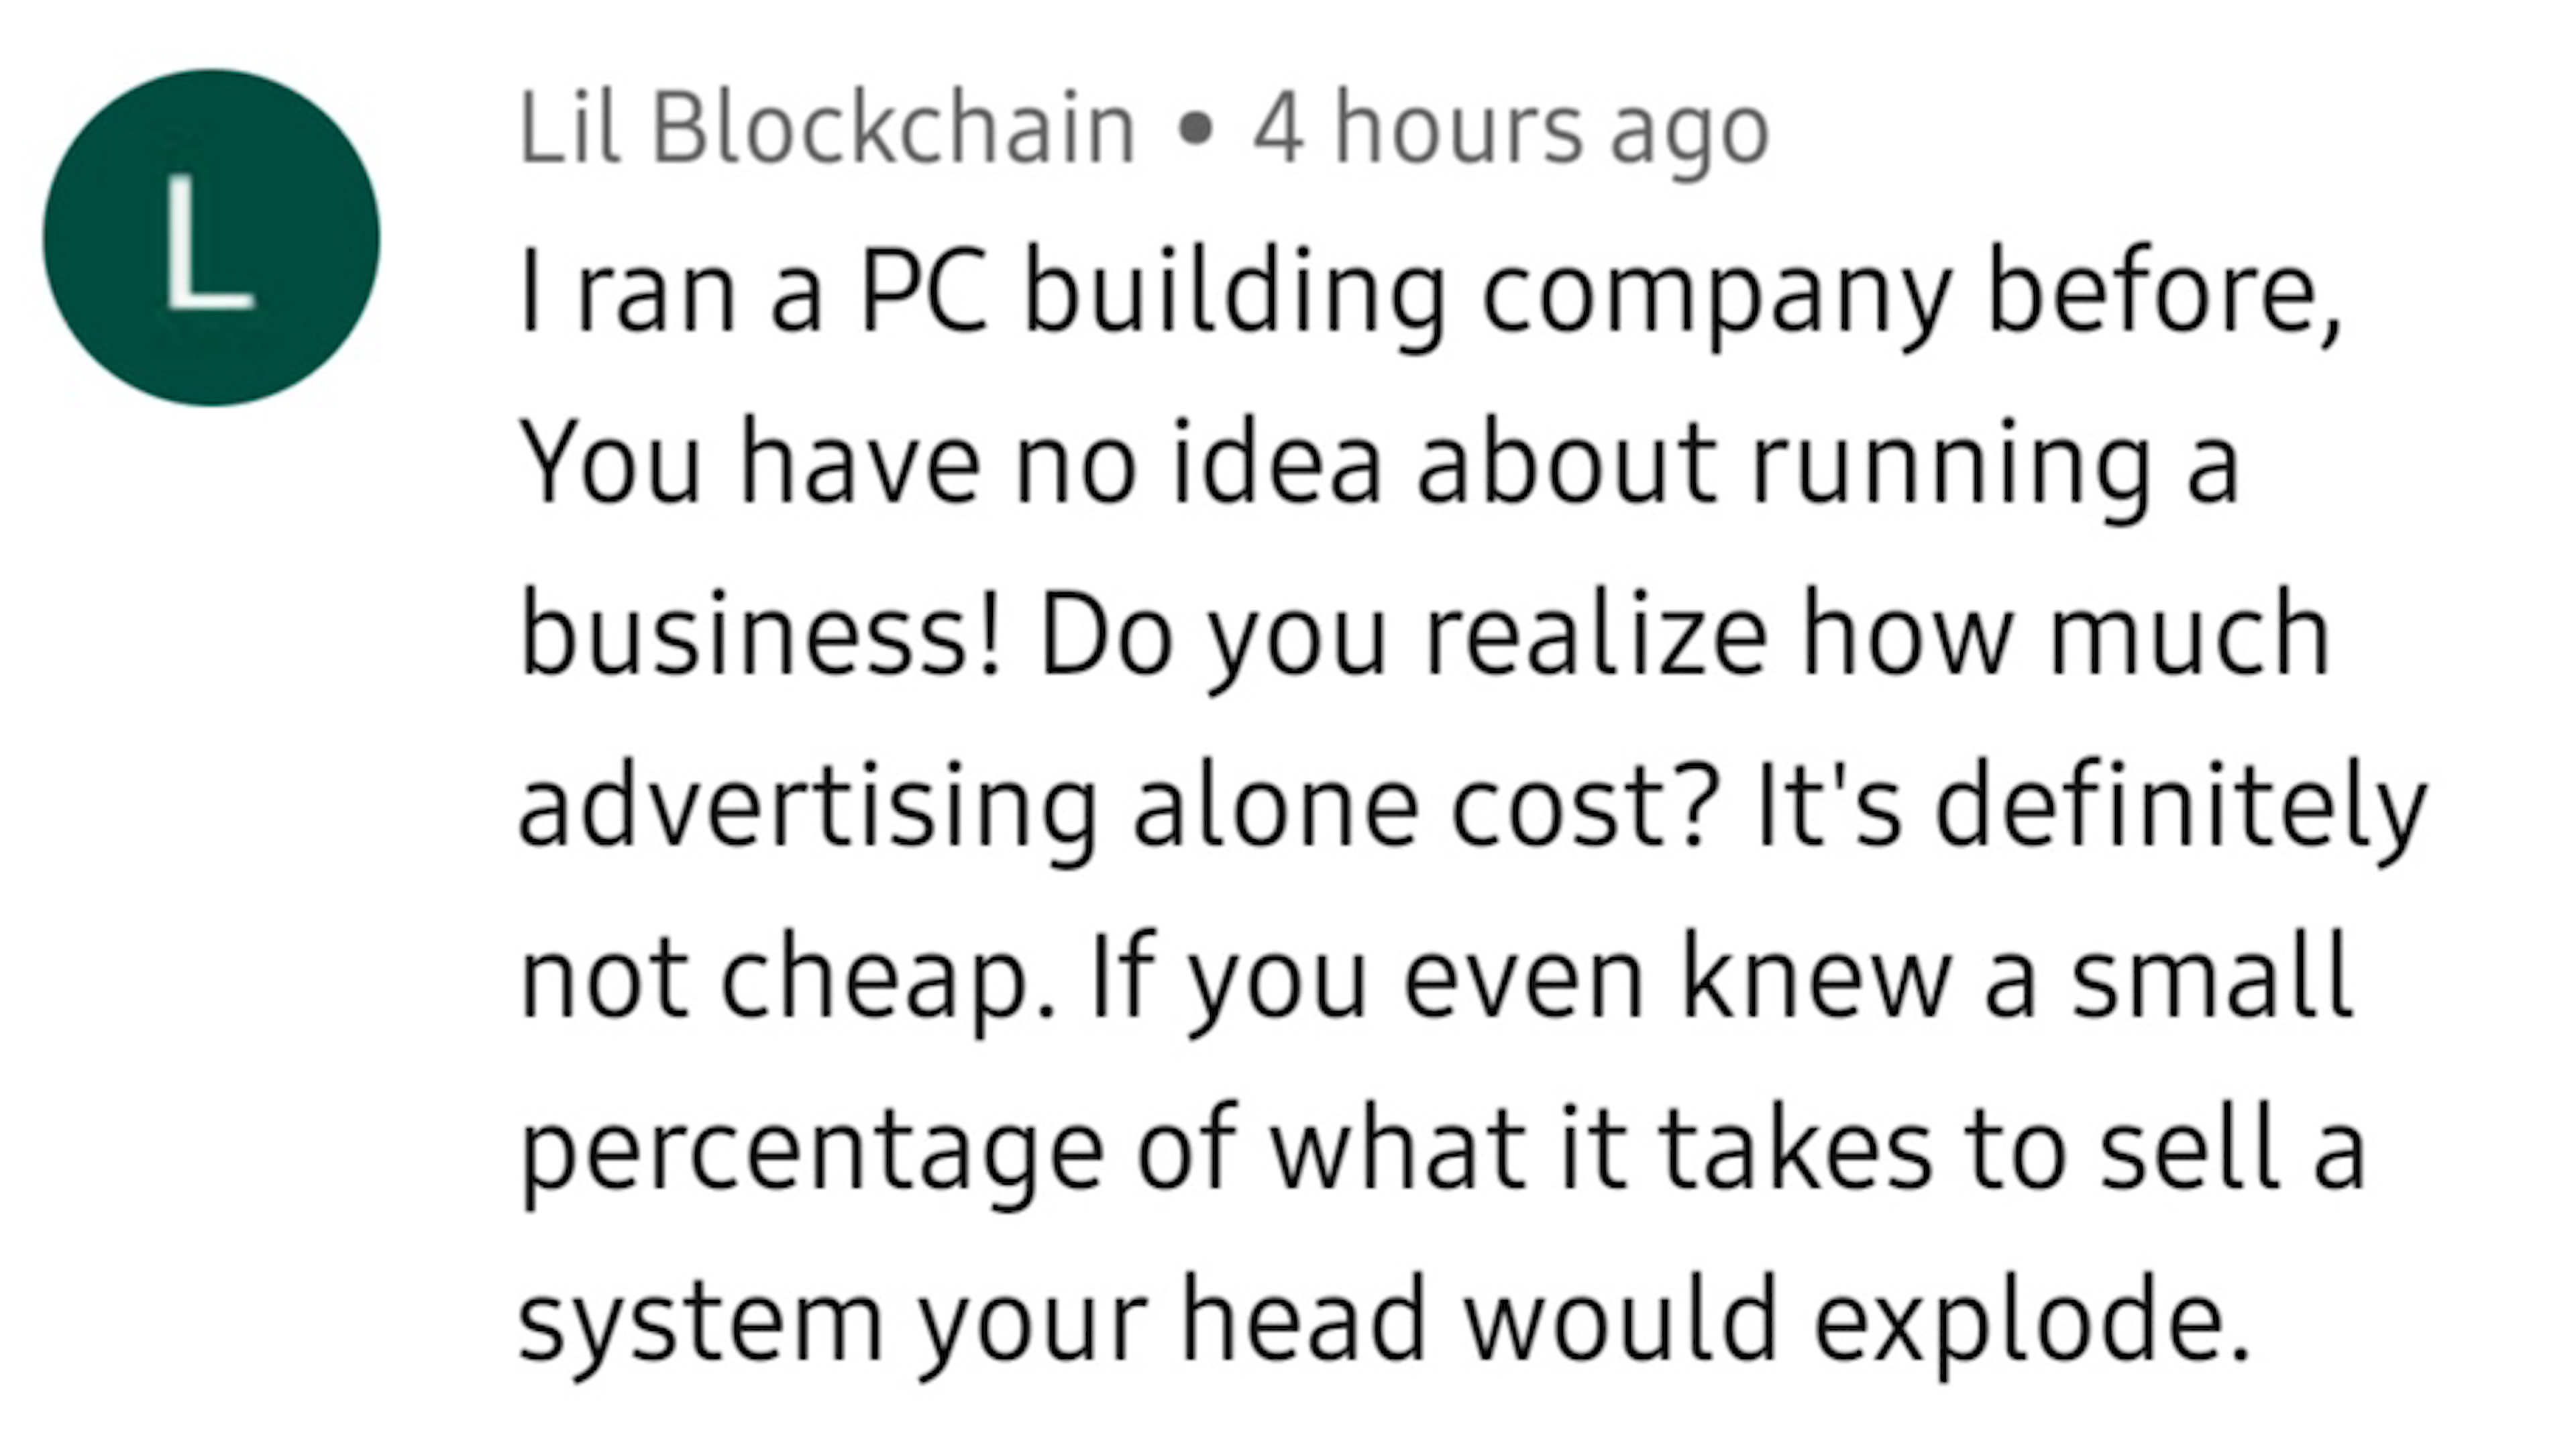 L
Lil Blockchain • 4 hours ago
I ran a PC building company before,
You have no idea about running a
business! Do you realize how much
advertising alone cost? It's definitely
not cheap. If you even knew a small
percentage of what it takes to sell a
system your head would explode.